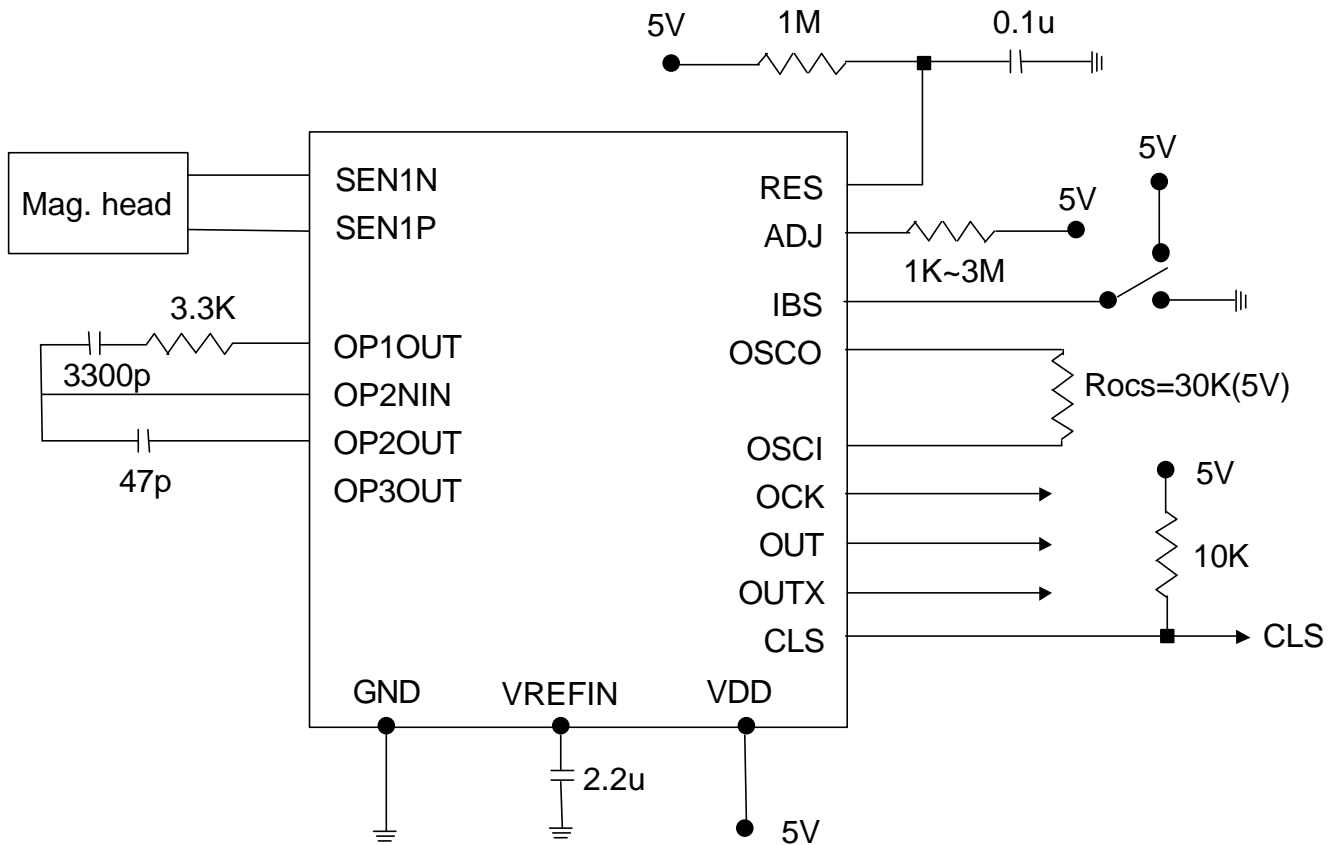 5V
1M
0.1u
Mag. head
SEN1N
SEN1P
RES
5V
5V
ADJ
1K~3M
IBS
3.3K
3300p
OP1OUT
OP2NIN
OP2OUT
47p
OP3OUT
OSCO
Rocs=30K(5V)
OSCI
5V
OCK
OUT
10K
OUTX
CLS
CLS
GND
VREFIN
VDD
2.2u
5V